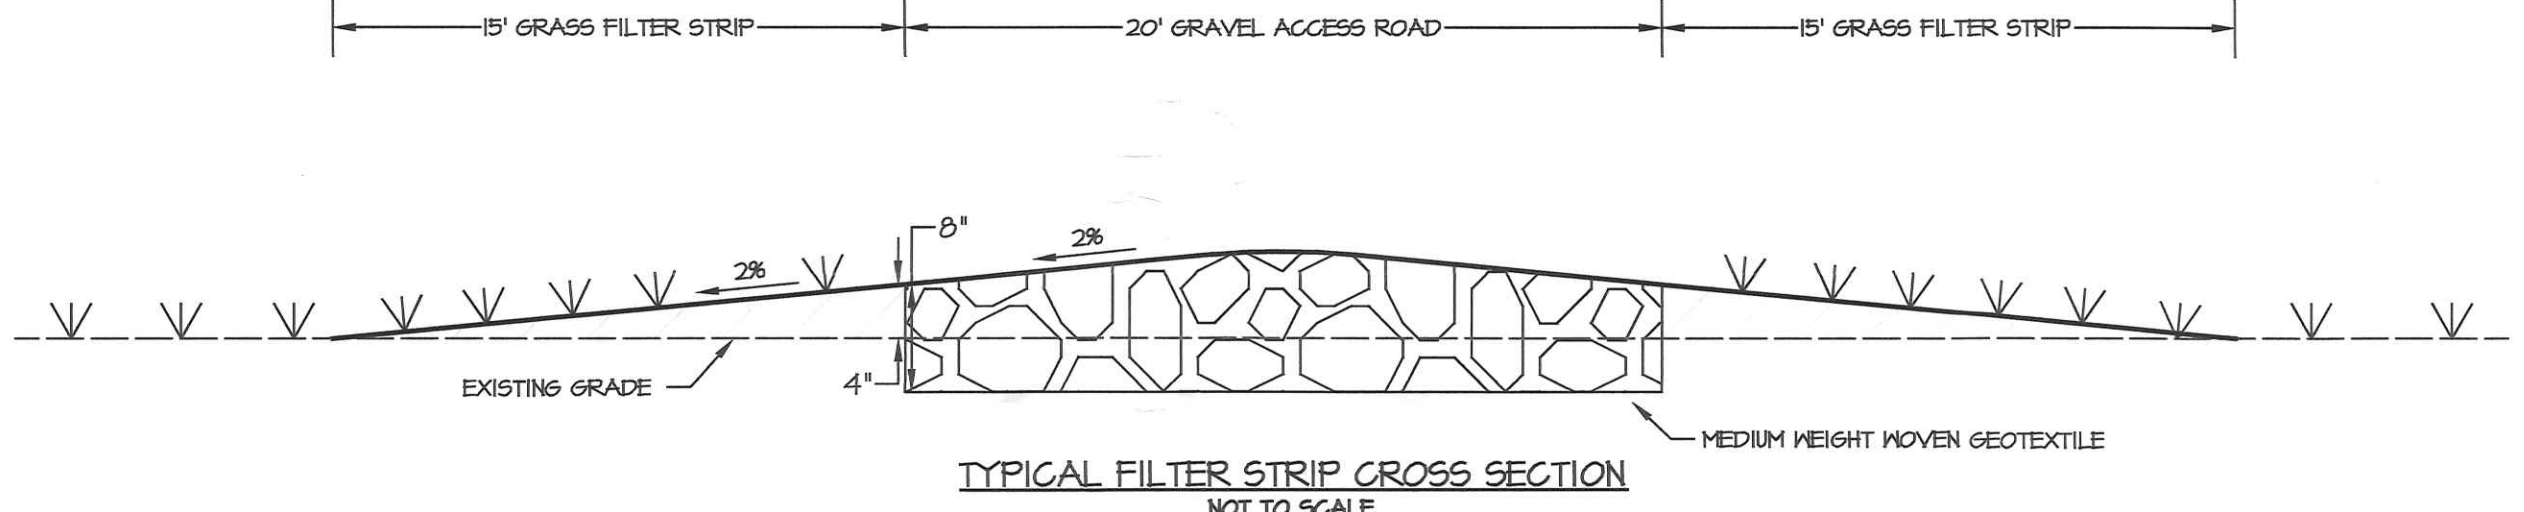 15' GRASS FILTER STRIP 20' GRAVEL ACCESS ROAD 15' GRASS FILTER STRIP
8"
2%
2%
4"
EXISTING GRADE
MEDIUM WEIGHT WOVEN GEOTEXTILE
TYPICAL FILTER STRIP CROSS SECTION
NOT TO SCALE